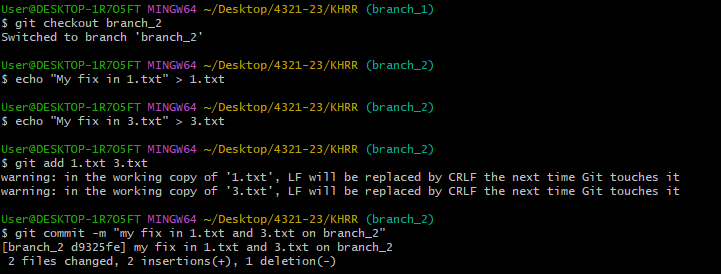 User@DESKTOP-1R7O5FT MINGW64 ~/Desktop/4321-23/KHRR (branch_1)
$ git checkout branch_2
Switched to branch 'branch_2'
User@DESKTOP-1R7O5FT MINGW64 ~/Desktop/4321-23/KHRR (branch_2)
$ echo "My fix in 1.txt" > 1.txt
User@DESKTOP-1R7O5FT MINGW64 ~/Desktop/4321-23/KHRR (branch_2)
$ echo "My fix in 3.txt" > 3.txt
User@DESKTOP-1R7O5FT MINGW64 ~/Desktop/4321-23/KHRR (branch_2)
$ git add 1.txt 3.txt
warning: in the working copy of '1.txt', LF will be replaced by CRLF the next time Git touches it
warning: in the working copy of '3.txt', LF will be replaced by CRLF the next time Git touches it
User@DESKTOP-1R7O5FT MINGW64 ~/Desktop/4321-23/KHRR (branch_2)
$ git commit -m "my fix in 1.txt and 3.txt on branch_2"
[branch_2 d9325fe] my fix in 1.txt and 3.txt on branch_2
 2 files changed, 2 insertions(+), 1 deletion(-)